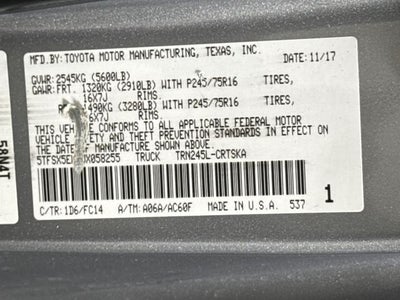 MFD.BY:TOYOTA MOTOR MANUFACTURING, TEXAS, INC. 11/17
GVWR:2545KG (5600LB)
GAWR:FRT. 1320KG (2910LB) WITH P245/75R16 TIRES,
16X7J RIMS.
1490KG (3280LB) WITH P245/75R16 TIRES,
16X7J RIMS.
THIS VEHICLE CONFORMS TO ALL APPLICABLE FEDERAL MOTOR
VEHICLE AND THEFT PREVENTION STANDARDS IN EFFECT ON
THE DATE OF MANUFACTURE SHOWN ABOVE.
TRUCK TRN245L-CRTSKA
C/TR:1D6/FC14 A/TM:A06A/AC60F MADE IN U.S.A. 537
1
58N4T